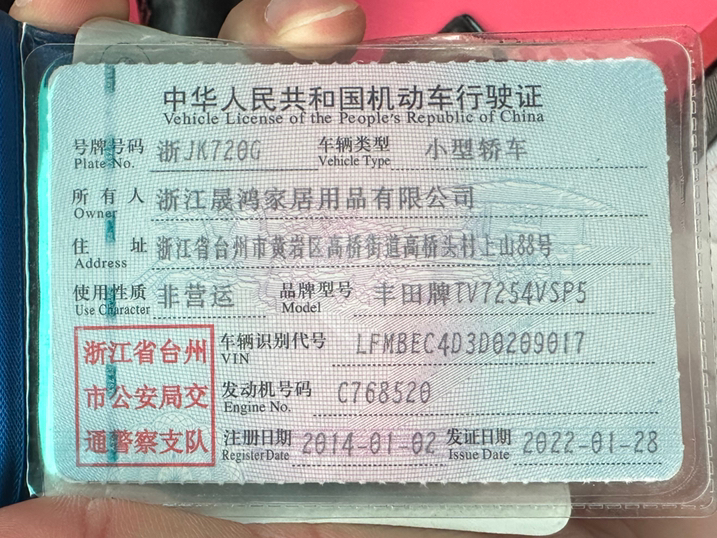 中华人民共和国机动车行驶证
Vehicle License of the People's Republic of China
号牌号码 浙JK720G 车辆类型 小型轿车
Plate No. Vehicle Type
所有人 浙江晟鸿家居用品有限公司
Owner
住址 浙江省台州市黄岩区高桥街道高桥头村上山88号
Address
使用性质 非营运 品牌型号 丰田牌TV7254VSP5
Use Character Model
浙江省台州
市公安局交
通警察支队
车辆识别代号 LFMBEC4D3D0209017
VIN
发动机号码 C768520
Engine No.
注册日期 2014-01-02 发证日期 2022-01-28
Register Date Issue Date